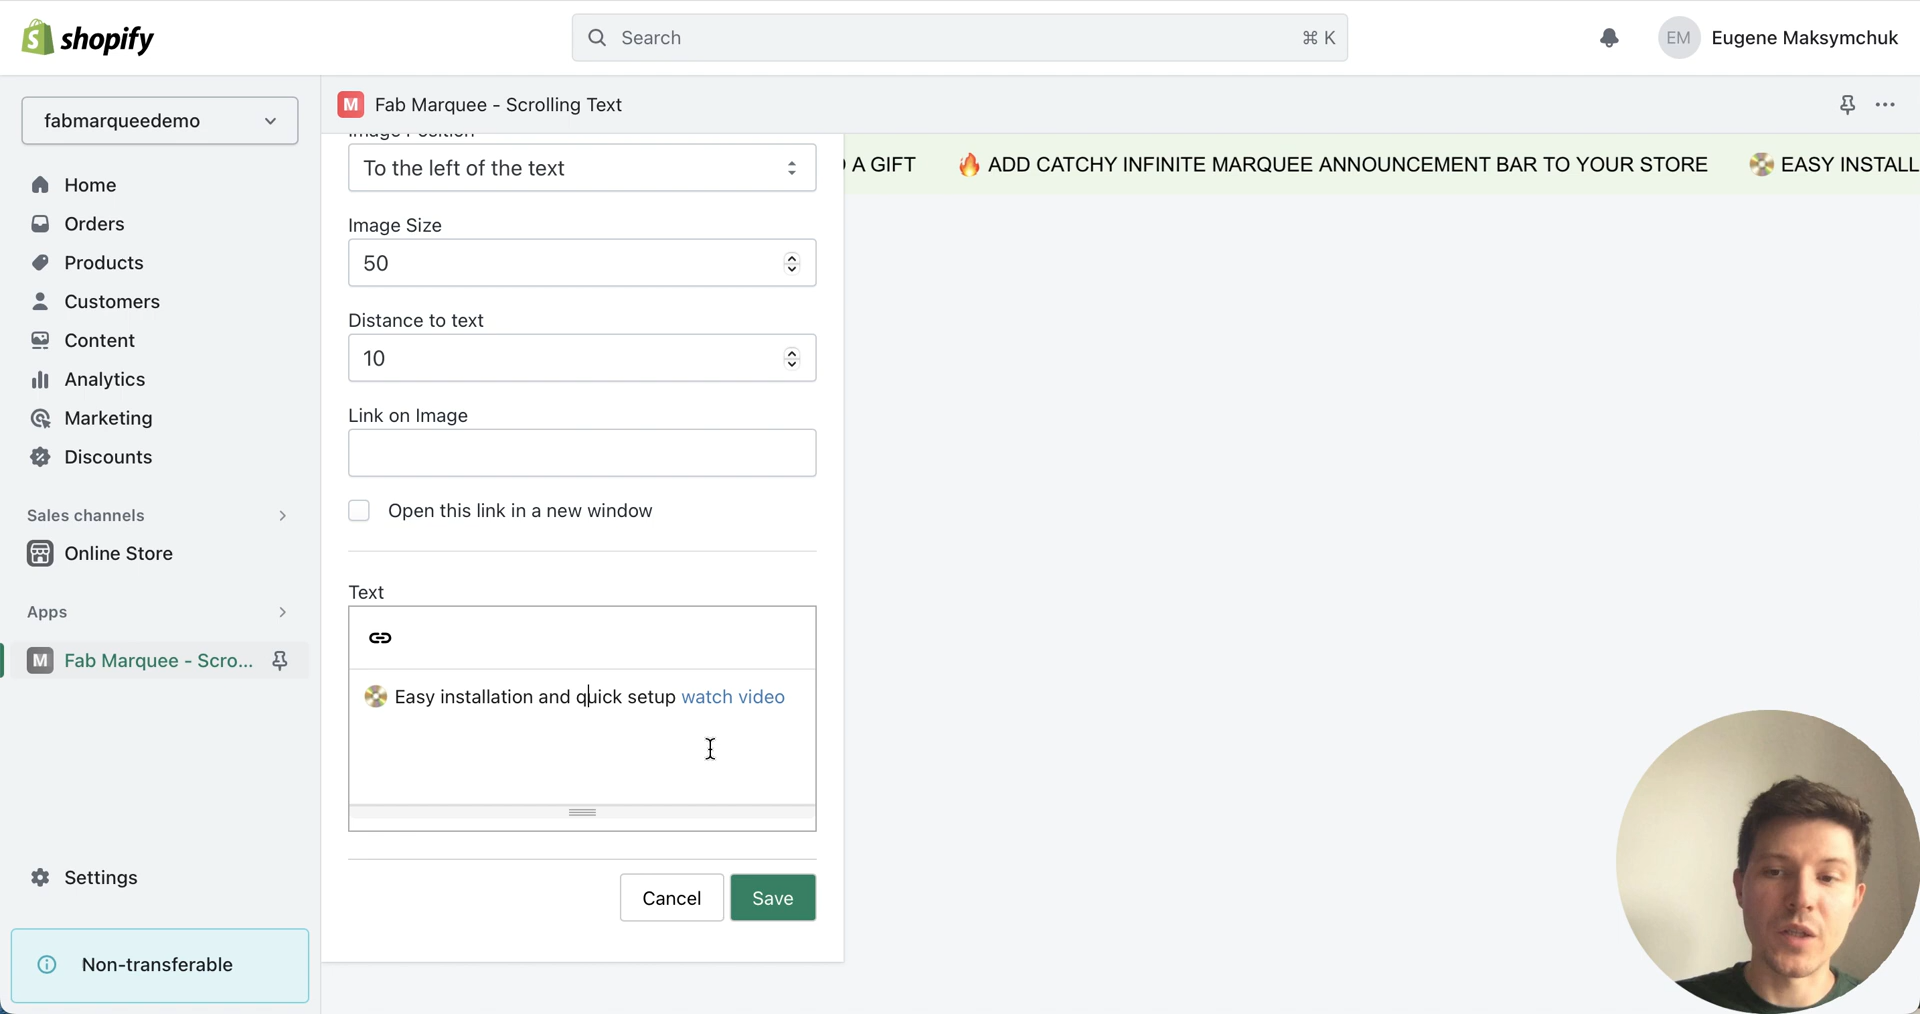 shopify
Search
⌘ K
EM
Eugene Maksymchuk
fabmarqueedemo
M
Fab Marquee - Scrolling Text
Home
Orders
Products
Customers
Content
Analytics
Marketing
Discounts
Sales channels
Online Store
Apps
M
Fab Marquee - Scro...
Settings
Non-transferable
Image Position
To the left of the text
Image Size
50
Distance to text
10
Link on Image
Open this link in a new window
Text
Easy installation and quick setup watch video
Cancel
Save
A GIFT 🔥 ADD CATCHY INFINITE MARQUEE ANNOUNCEMENT BAR TO YOUR STORE 📀 EASY INSTALL